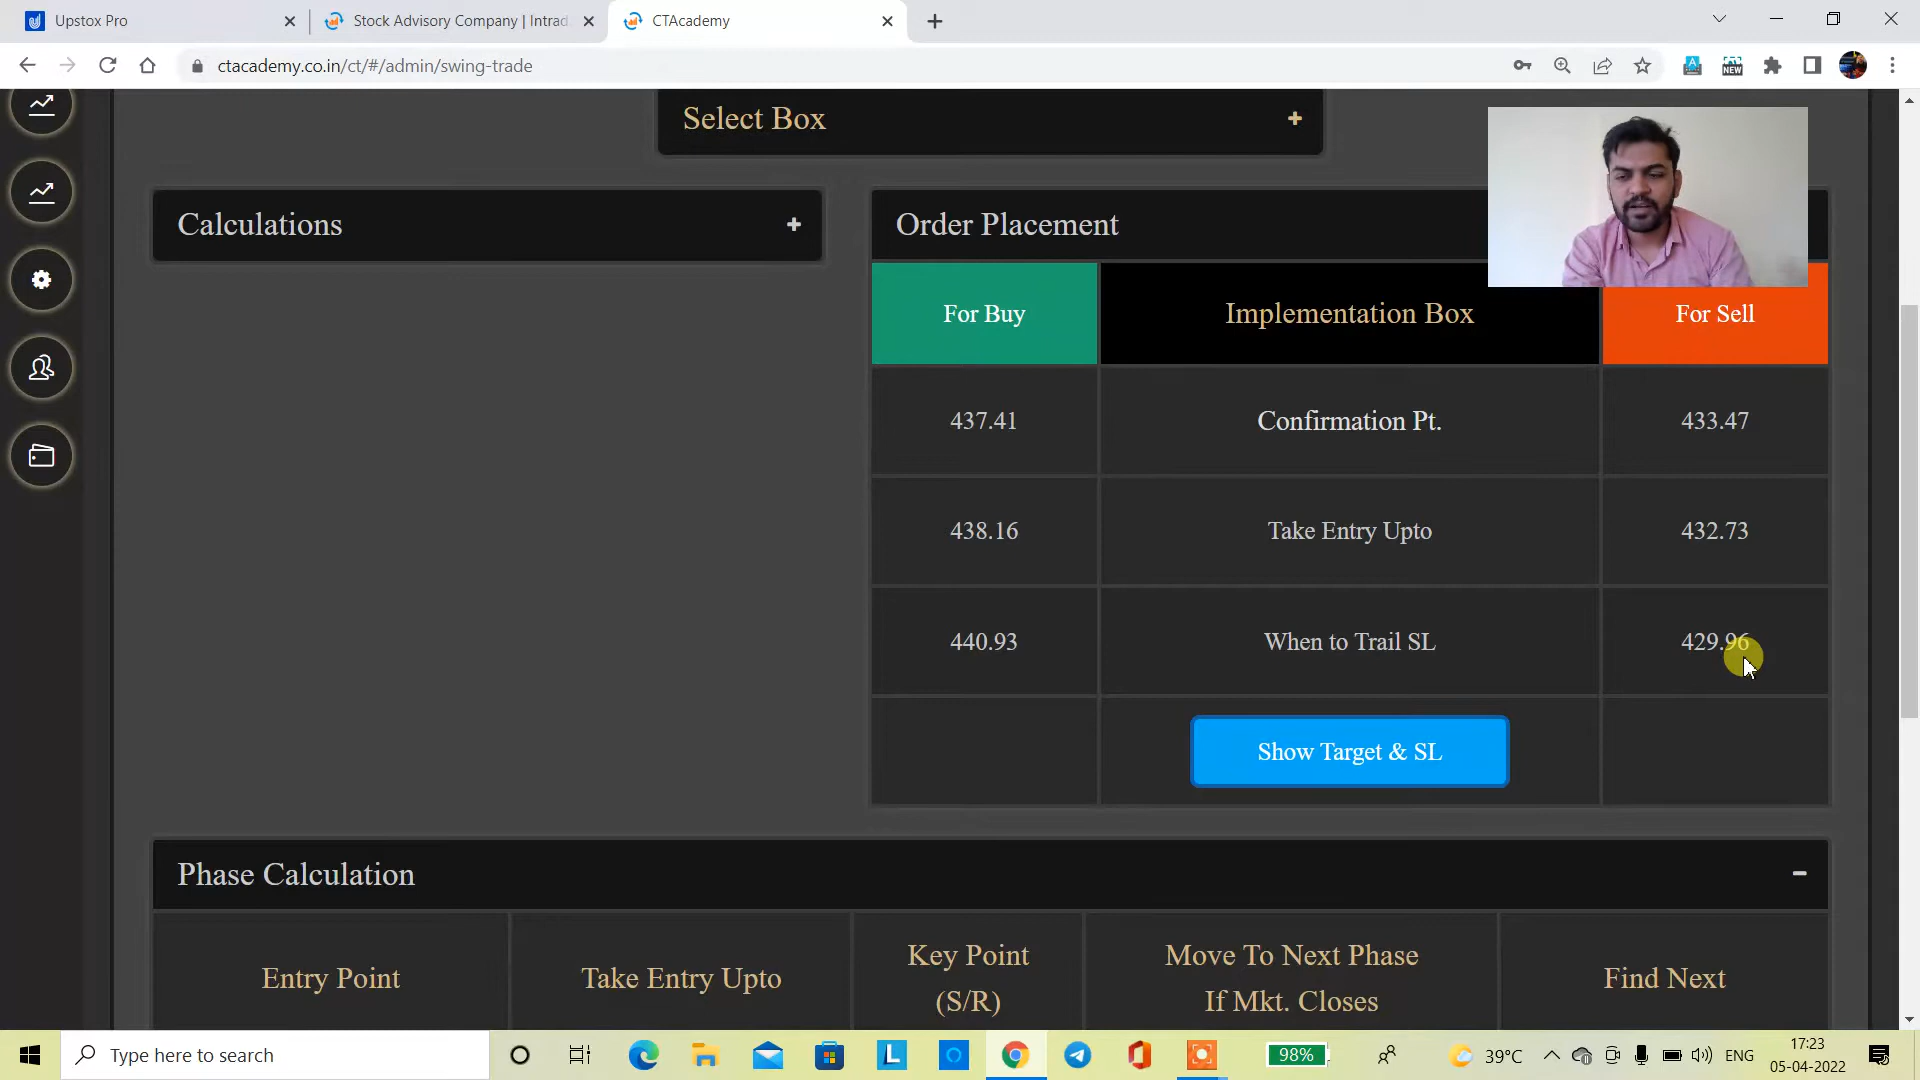 Upstox Pro
Stock Advisory Company | Intrad
CTAcademy
ctacademy.co.in/ct/#/admin/swing-trade
NEW
Select Box
Calculations
Order Placement
For Buy
Implementation Box
For Sell
437.41
Confirmation Pt.
433.47
438.16
Take Entry Upto
432.73
440.93
When to Trail SL
429.96
Show Target & SL
Phase Calculation
Entry Point
Take Entry Upto
Key Point
(S/R)
Move To Next Phase
If Mkt. Closes
Find Next
Type here to search
L
98%
39°C
ENG
17:23
05-04-2022